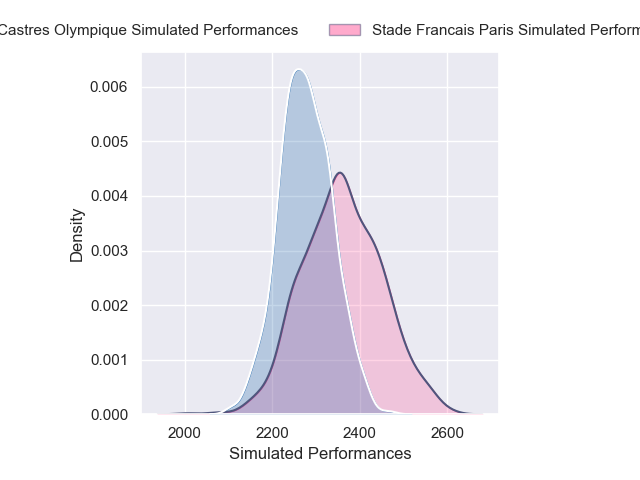 Castres Olympique Simulated Performances
Stade Francais Paris Simulated Perform
0.006
0.005
0.004
0.003
0.002
0.001
0.000
Density
2000 2200 2400 2600
Simulated Performances